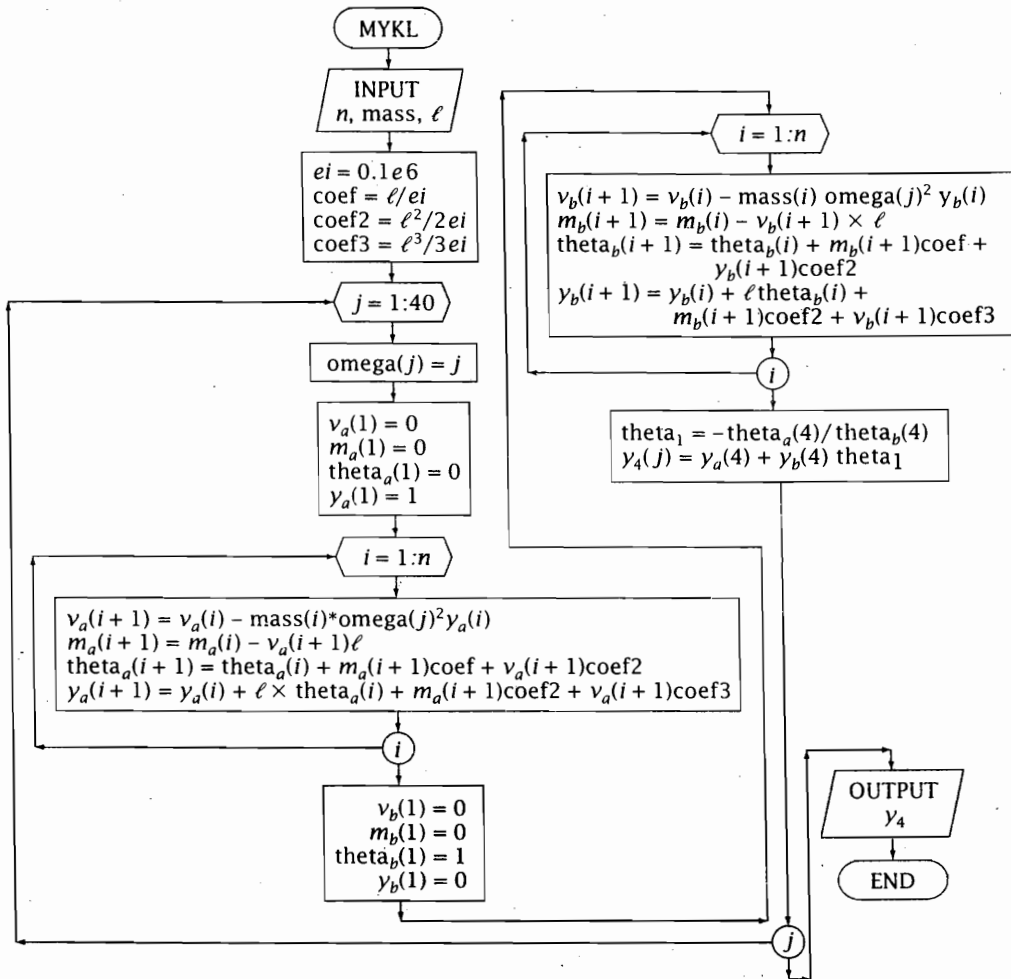 MYKL
INPUT
n, mass, ℓ
ei = 0.1e6
coef = ℓ/ei
coef2 = ℓ²/2ei
coef3 = ℓ³/3ei
j = 1:40
omega(j) = j
v_a(1) = 0
m_a(1) = 0
theta_a(1) = 0
y_a(1) = 1
i = 1:n
v_a(i + 1) = v_a(i) – mass(i)*omega(j)²y_a(i)
m_a(i + 1) = m_a(i) – v_a(i + 1)ℓ
theta_a(i + 1) = theta_a(i) + m_a(i + 1)coef + v_a(i + 1)coef2
y_a(i + 1) = y_a(i) + ℓ × theta_a(i) + m_a(i + 1)coef2 + v_a(i + 1)coef3
i
v_b(1) = 0
m_b(1) = 0
theta_b(1) = 1
y_b(1) = 0
i = 1:n
v_b(i + 1) = v_b(i) – mass(i) omega(j)² y_b(i)
m_b(i + 1) = m_b(i) – v_b(i + 1) × ℓ
theta_b(i + 1) = theta_b(i) + m_b(i + 1)coef +
y_b(i + 1)coef2
y_b(i + 1) = y_b(i) + ℓtheta_b(i) +
m_b(i + 1)coef2 + v_b(i + 1)coef3
i
theta₁ = –theta_a(4)/theta_b(4)
y₄(j) = y_a(4) + y_b(4) theta₁
j
OUTPUT
y₄
END